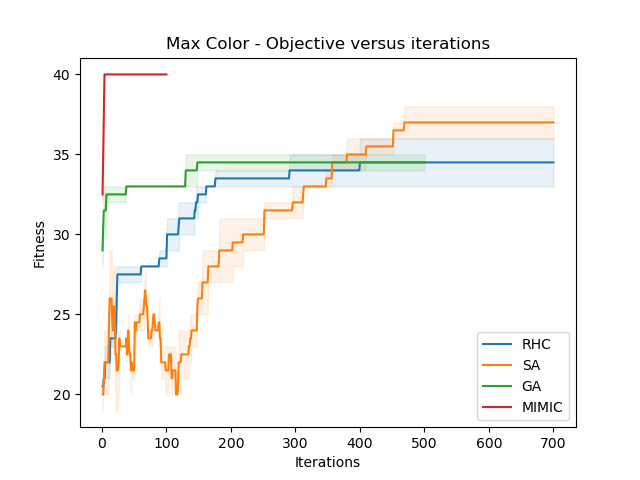 Max Color - Objective versus iterations
40
35
30
25
20
Fitness
0 100 200 300 400 500 600 700
Iterations
RHC
SA
GA
MIMIC